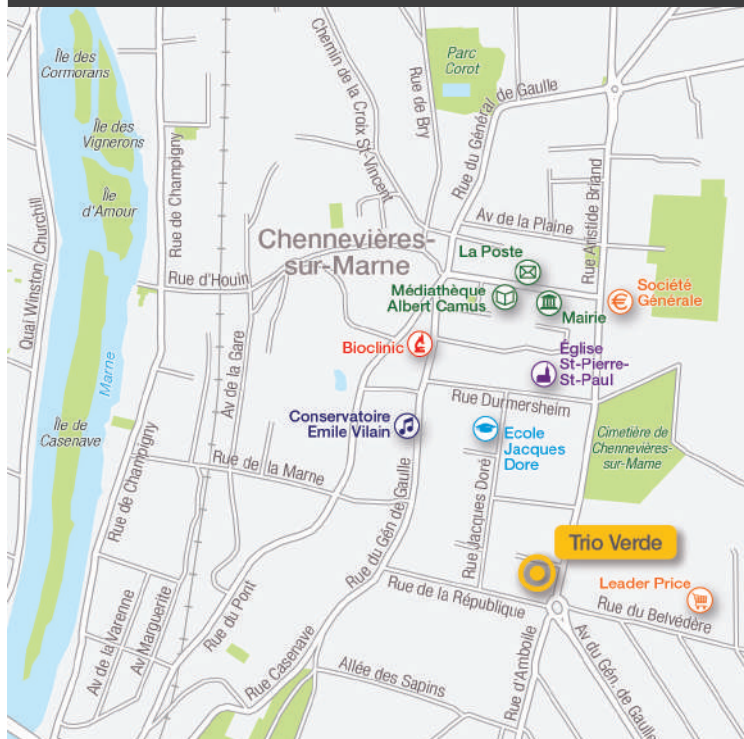 Île des
Cormorans
Île des
Vignerons
Île
d'Amour
Parc
Corot
Chemin de la Croix St-Vincent
Rue de Bry
Rue du Général de Gaulle
Rue de Champigny
Quai Winston Churchill
Av de la Plaine
Rue Aristide Briand
Chennevières-
sur-Marne
La Poste
Médiathèque
Albert Camus
Mairie
Société
Générale
Rue d'Houin
Marne
Av de la Gare
Bioclinic
Église
St-Pierre-
St-Paul
Rue Durmersheim
Île de
Casenave
Conservatoire
Emile Vilain
Ecole
Jacques
Dore
Cimetière de
Chennevières-
sur-Marne
Rue de Champigny
Rue de la Marne
Rue du Gén de Gaulle
Rue Jacques Doré
Trio Verde
Leader Price
Rue de la République
Rue du Belvédère
Av de la Varenne
Av Marguerite
Rue du Pont
Rue Casenave
Allée des Sapins
Rue d'Amboile
Av du Gén. de Gaulle